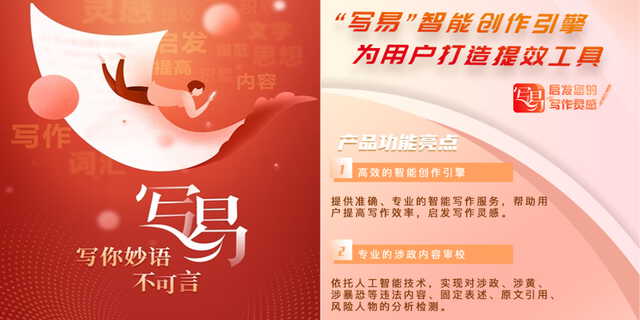 灵感
文字
启发
思想
提高
内容
写作
词汇
写易
写你妙语
不可言
“写易”智能创作引擎
为用户打造提效工具
写易
启发您的
写作灵感
产品功能亮点
1 高效的智能创作引擎
提供准确、专业的智能写作服务，帮助用
户提高写作效率，启发写作灵感。
2 专业的涉政内容审校
依托人工智能技术，实现对涉政、涉黄、
涉暴恐等违法内容、固定表述、原文引用、
风险人物的分析检测。